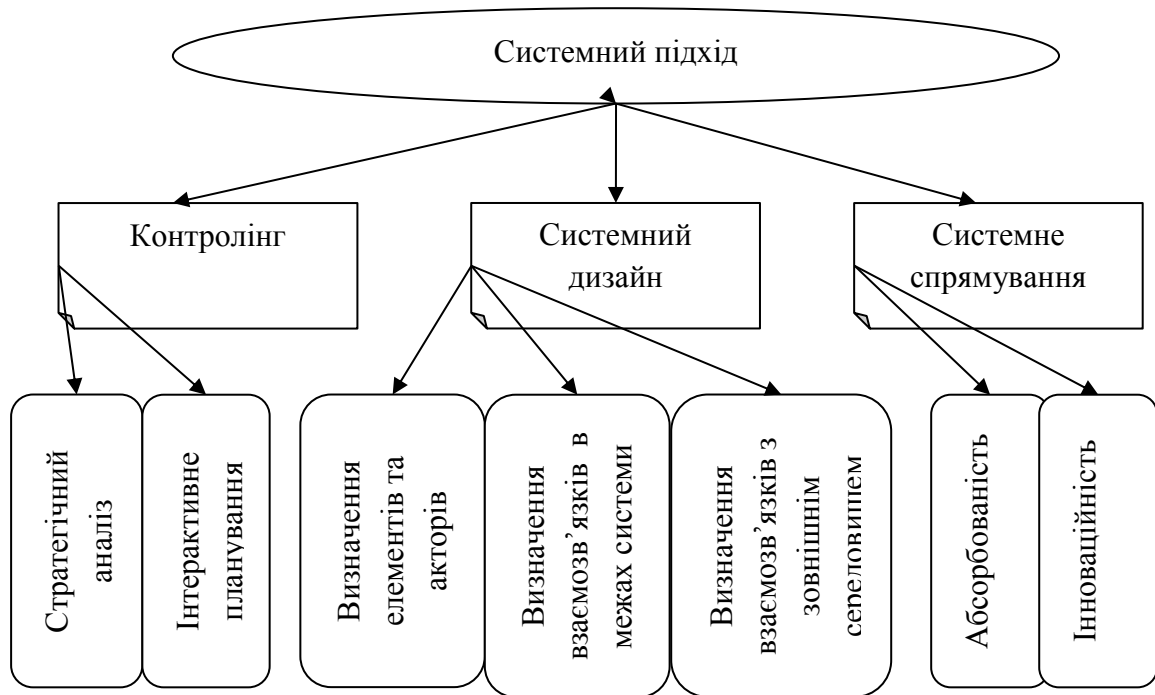 Системний підхід
Контролінг
Системний
дизайн
Системне
спрямування
Стратегічний
аналіз
Інтерактивне
планування
Визначення
елементів та
акторів
Визначення
взаємозв’язків в
межах системи
Визначення
взаємозв’язків з
зовнішнім
середовищем
Абсорбованість
Інноваційність